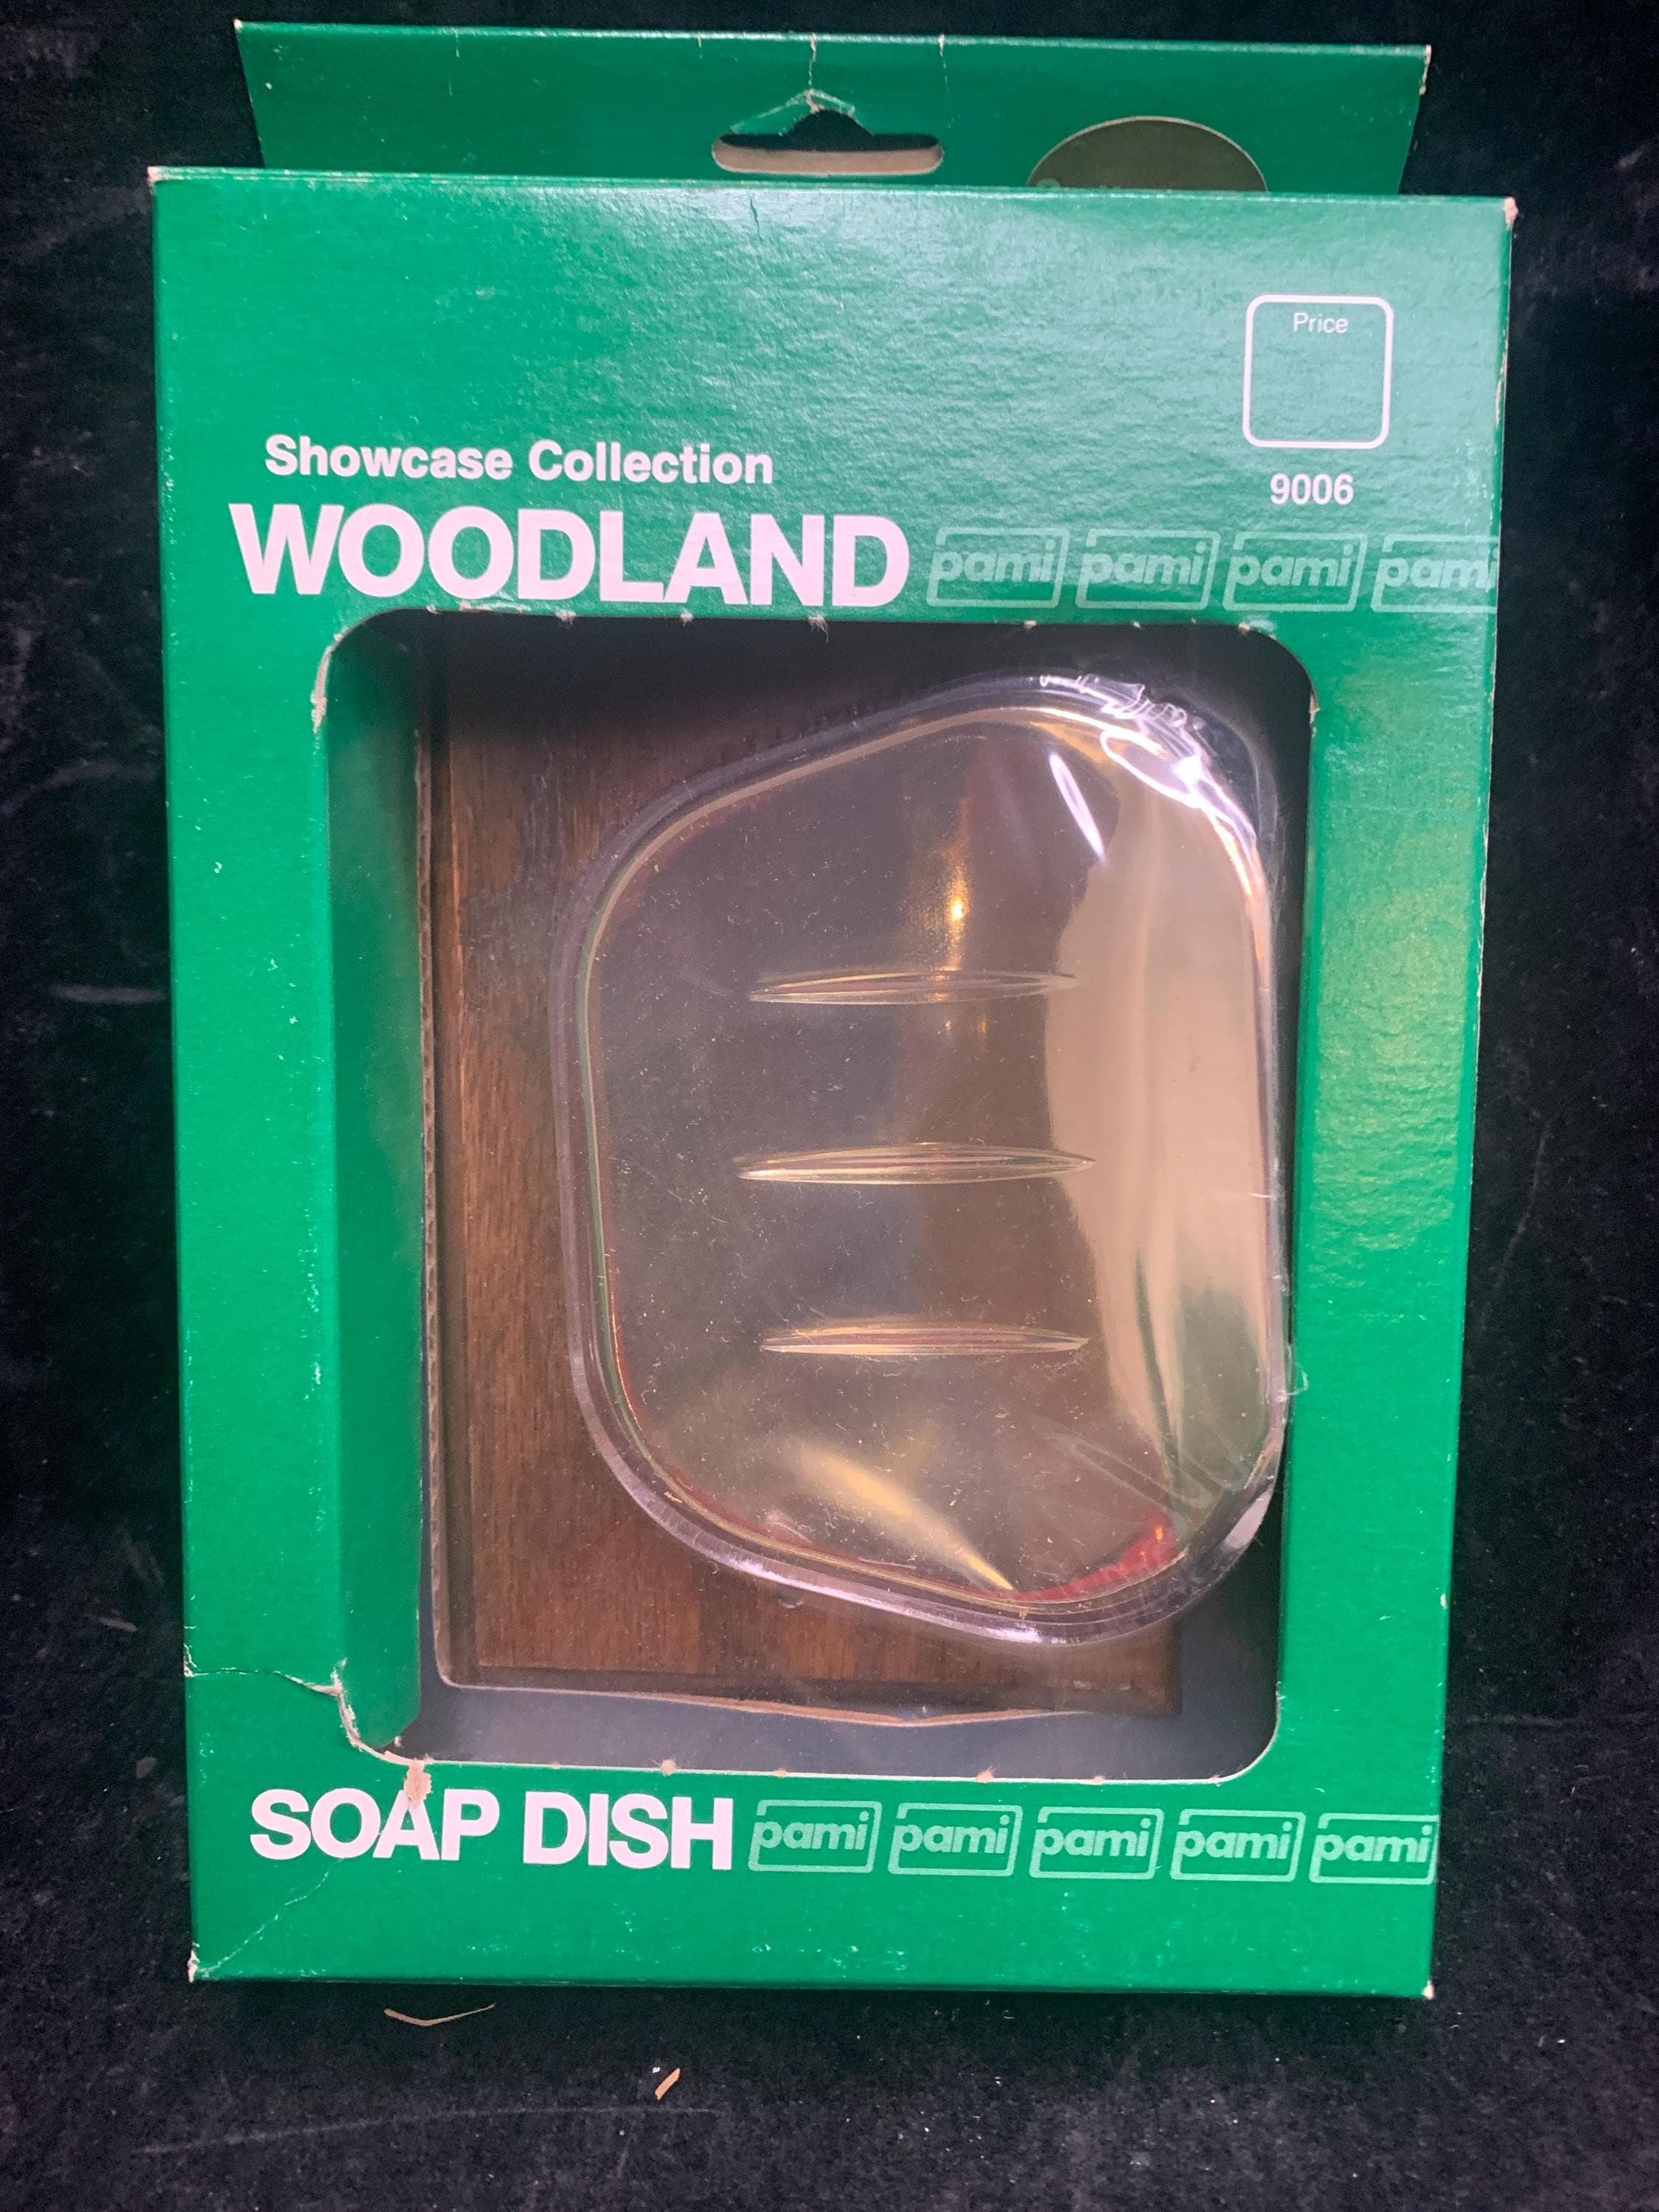 Price
9006
Showcase Collection
WOODLAND pami pami pami pami
SOAP DISH pami pami pami pami pami